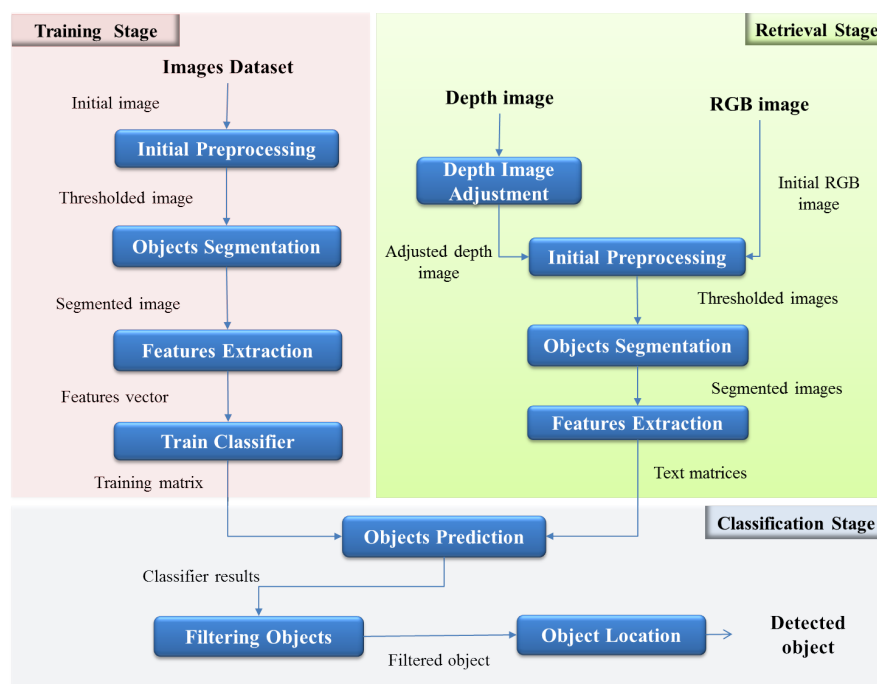 Training Stage
Images Dataset
Initial image
Initial Preprocessing
Thresholded image
Objects Segmentation
Segmented image
Features Extraction
Features vector
Train Classifier
Training matrix
Retrieval Stage
Depth image
RGB image
Depth Image
Adjustment
Initial RGB
image
Adjusted depth
image
Initial Preprocessing
Thresholded images
Objects Segmentation
Segmented images
Features Extraction
Text matrices
Classification Stage
Objects Prediction
Classifier results
Filtering Objects
Filtered object
Object Location
Detected
object